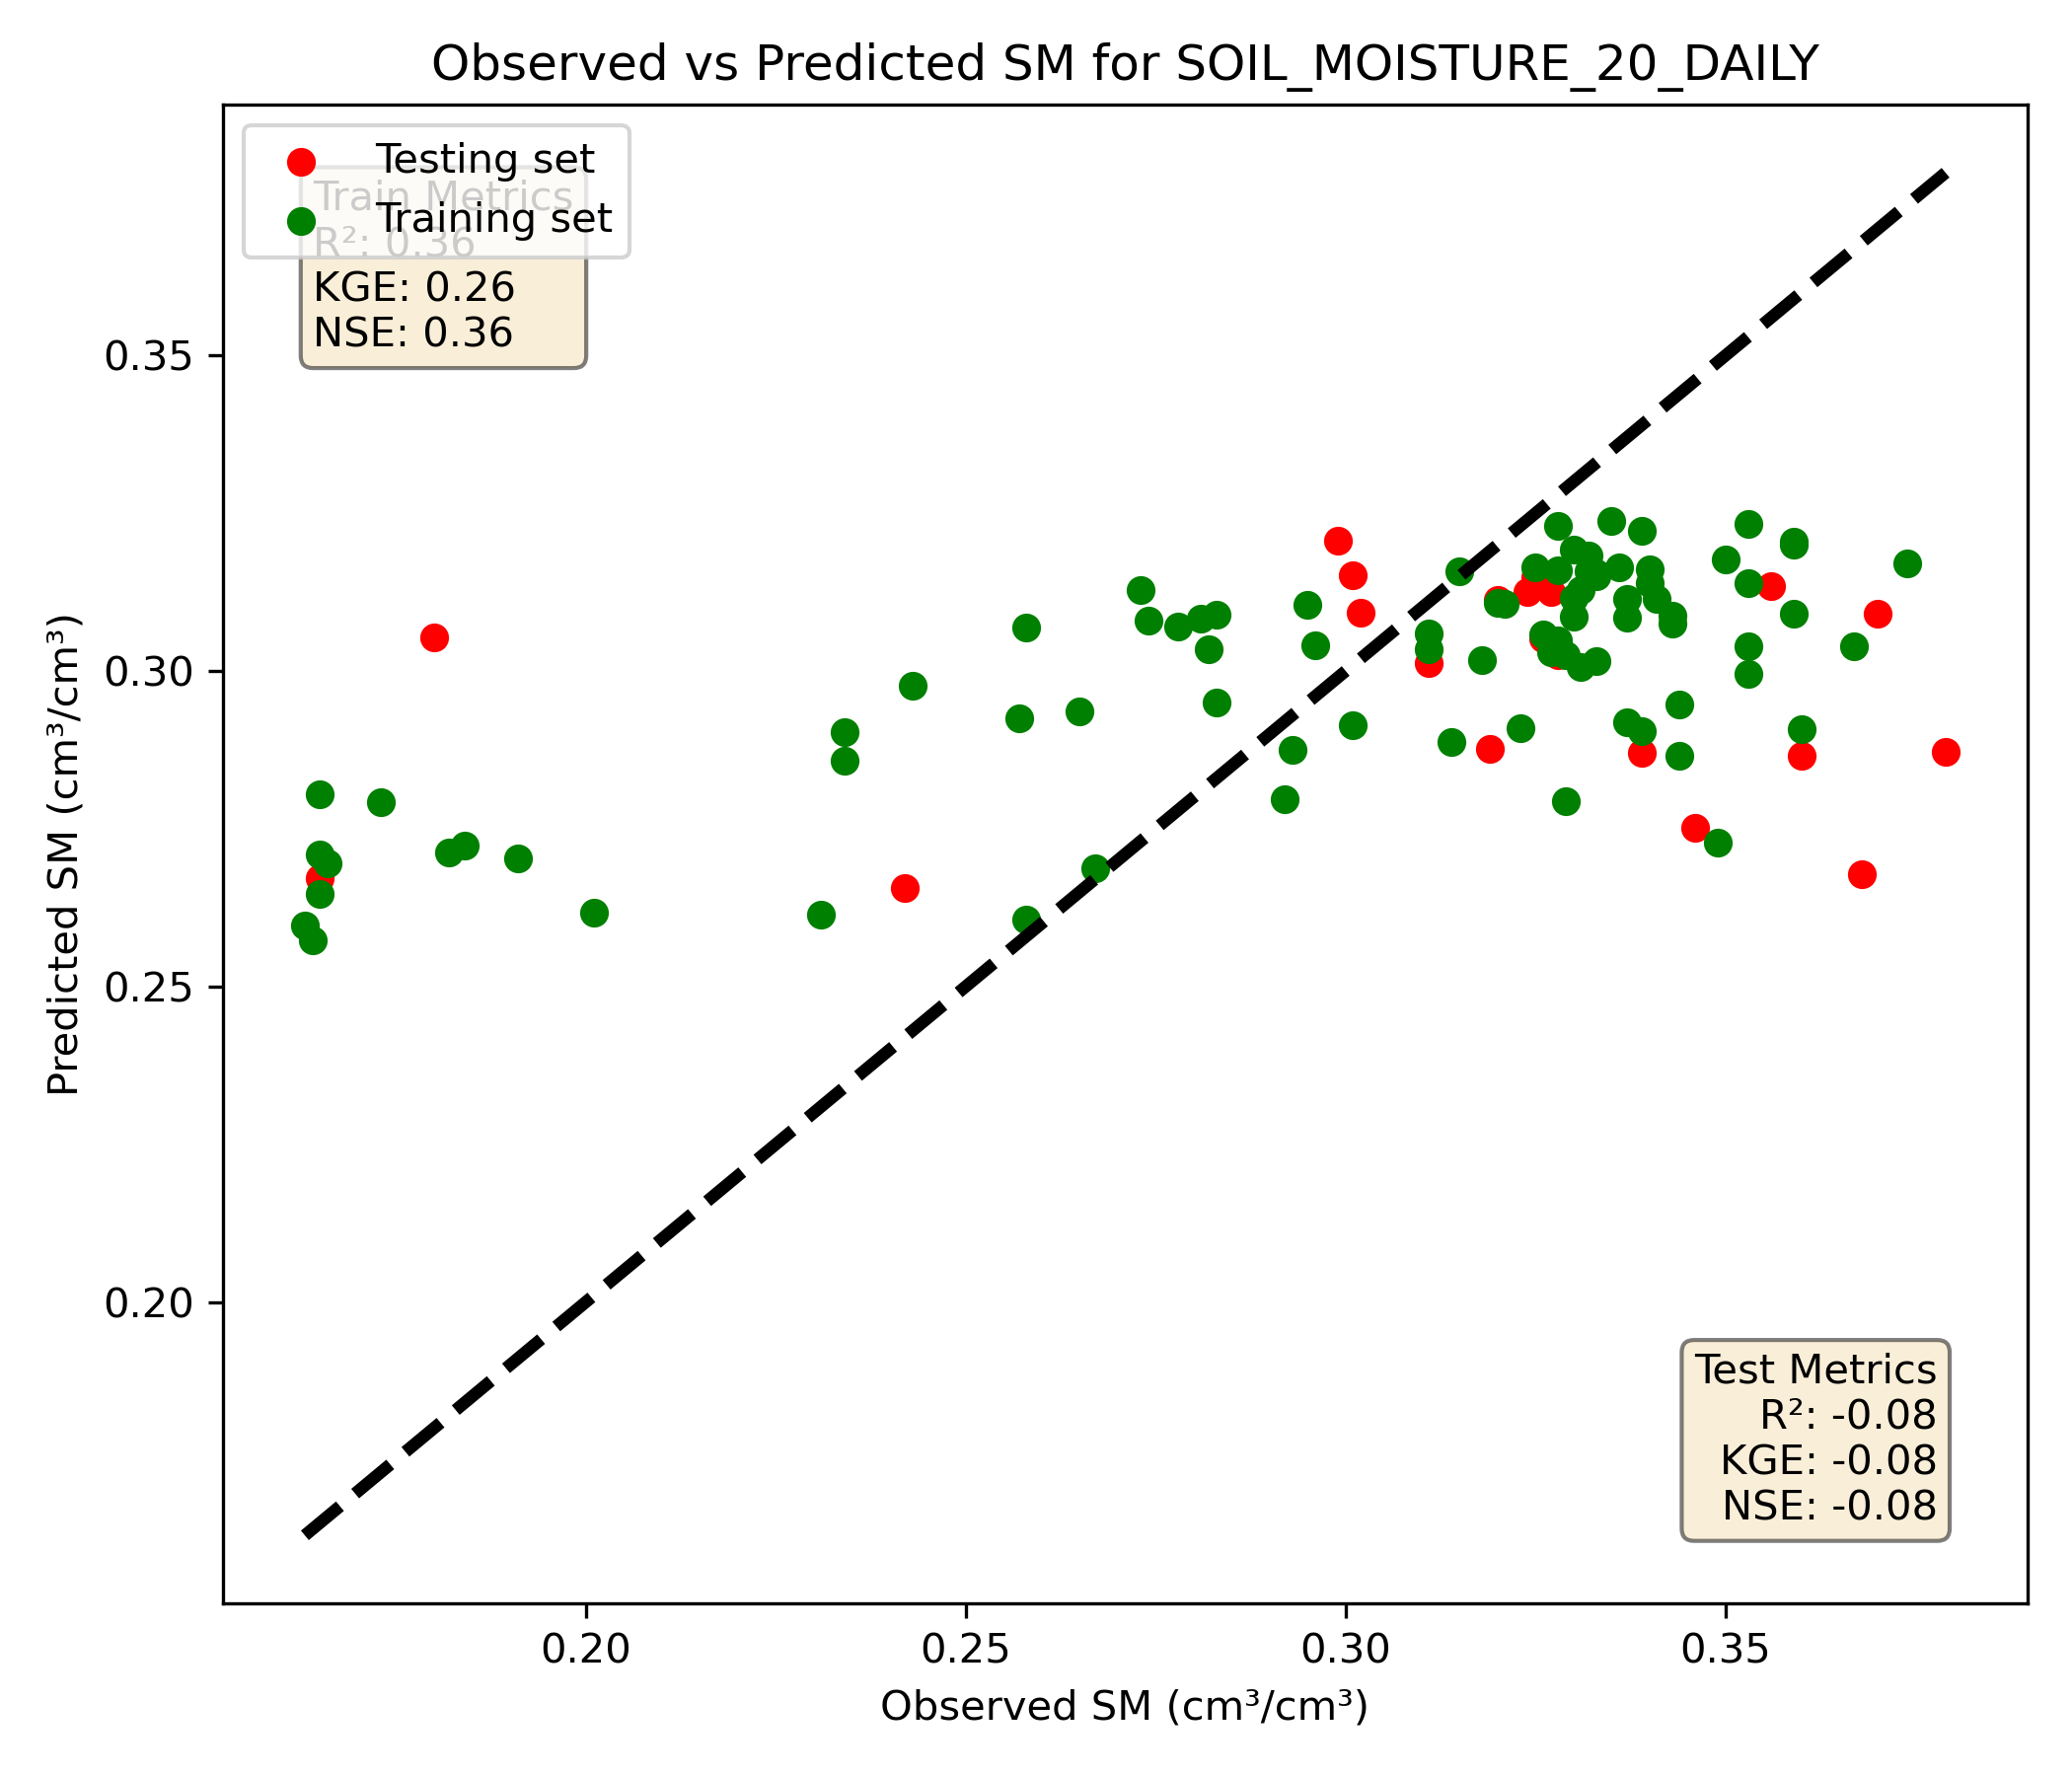 Observed vs Predicted SM for SOIL_MOISTURE_20_DAILY
Testing set
Training set
Train Metrics
R²: 0.36
KGE: 0.26
NSE: 0.36
0.35
0.30
0.25
0.20
Predicted SM (cm³/cm³)
Test Metrics
R²: -0.08
KGE: -0.08
NSE: -0.08
0.20 0.25 0.30 0.35
Observed SM (cm³/cm³)